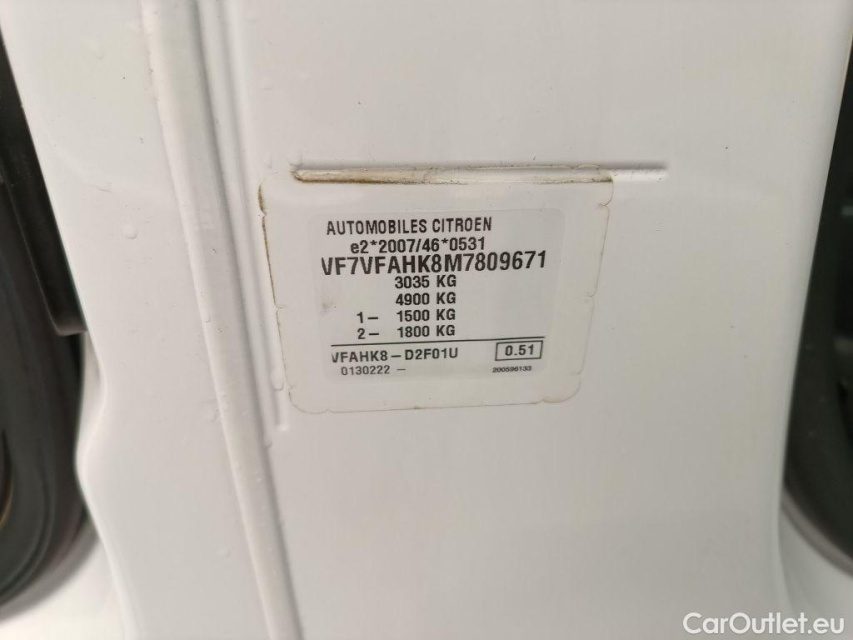 AUTOMOBILES CITROEN
e2*2007/46*0531
VF7VFAHK8M7809671
3035 KG
4900 KG
1- 1500 KG
2- 1800 KG
VFAHK8-D2F01U 0.51
0130222 - 200596133
CarOutlet.eu